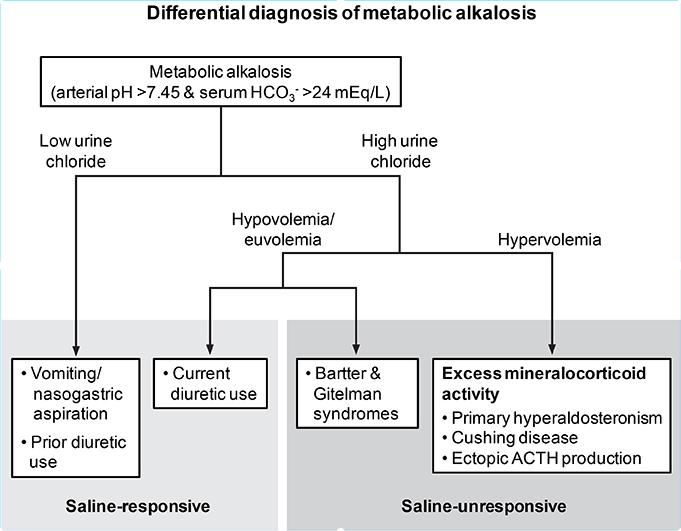 Differential diagnosis of metabolic alkalosis
Metabolic alkalosis
(arterial pH >7.45 & serum HCO₃⁻ >24 mEq/L)
Low urine
chloride
High urine
chloride
Hypovolemia/
euvolemia
Hypervolemia
• Vomiting/
nasogastric
aspiration
• Prior diuretic
use
• Current
diuretic use
• Bartter &
Gitelman
syndromes
Excess mineralocorticoid
activity
• Primary hyperaldosteronism
• Cushing disease
• Ectopic ACTH production
Saline-responsive
Saline-unresponsive